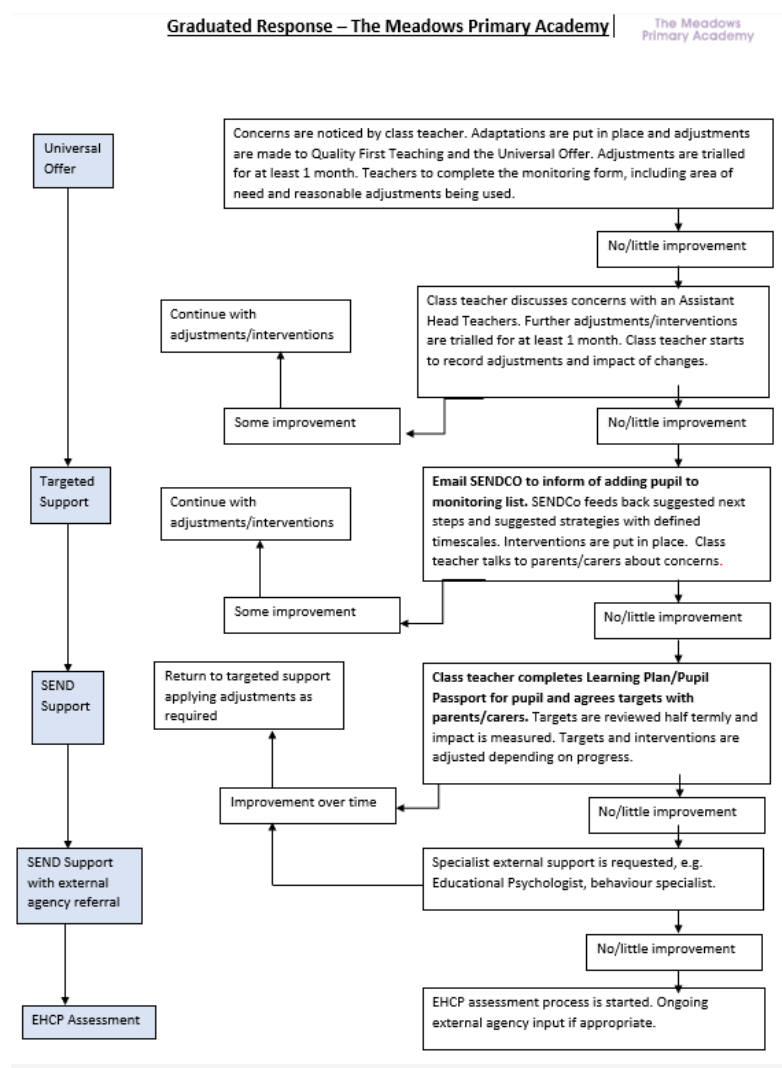 Graduated Response – The Meadows Primary Academy
The Meadows
Primary Academy
Universal
Offer
Concerns are noticed by class teacher. Adaptations are put in place and adjustments
are made to Quality First Teaching and the Universal Offer. Adjustments are trialled
for at least 1 month. Teachers to complete the monitoring form, including area of
need and reasonable adjustments being used.
No/little improvement
Class teacher discusses concerns with an Assistant
Head Teachers. Further adjustments/interventions
are trialled for at least 1 month. Class teacher starts
to record adjustments and impact of changes.
Continue with
adjustments/interventions
Some improvement
No/little improvement
Targeted
Support
Email SENDCO to inform of adding pupil to
monitoring list. SENDCo feeds back suggested next
steps and suggested strategies with defined
timescales. Interventions are put in place. Class
teacher talks to parents/carers about concerns.
Continue with
adjustments/interventions
Some improvement
No/little improvement
SEND
Support
Return to targeted support
applying adjustments as
required
Class teacher completes Learning Plan/Pupil
Passport for pupil and agrees targets with
parents/carers. Targets are reviewed half termly and
impact is measured. Targets and interventions are
adjusted depending on progress.
Improvement over time
No/little improvement
SEND Support
with external
agency referral
Specialist external support is requested, e.g.
Educational Psychologist, behaviour specialist.
No/little improvement
EHCP Assessment
EHCP assessment process is started. Ongoing
external agency input if appropriate.